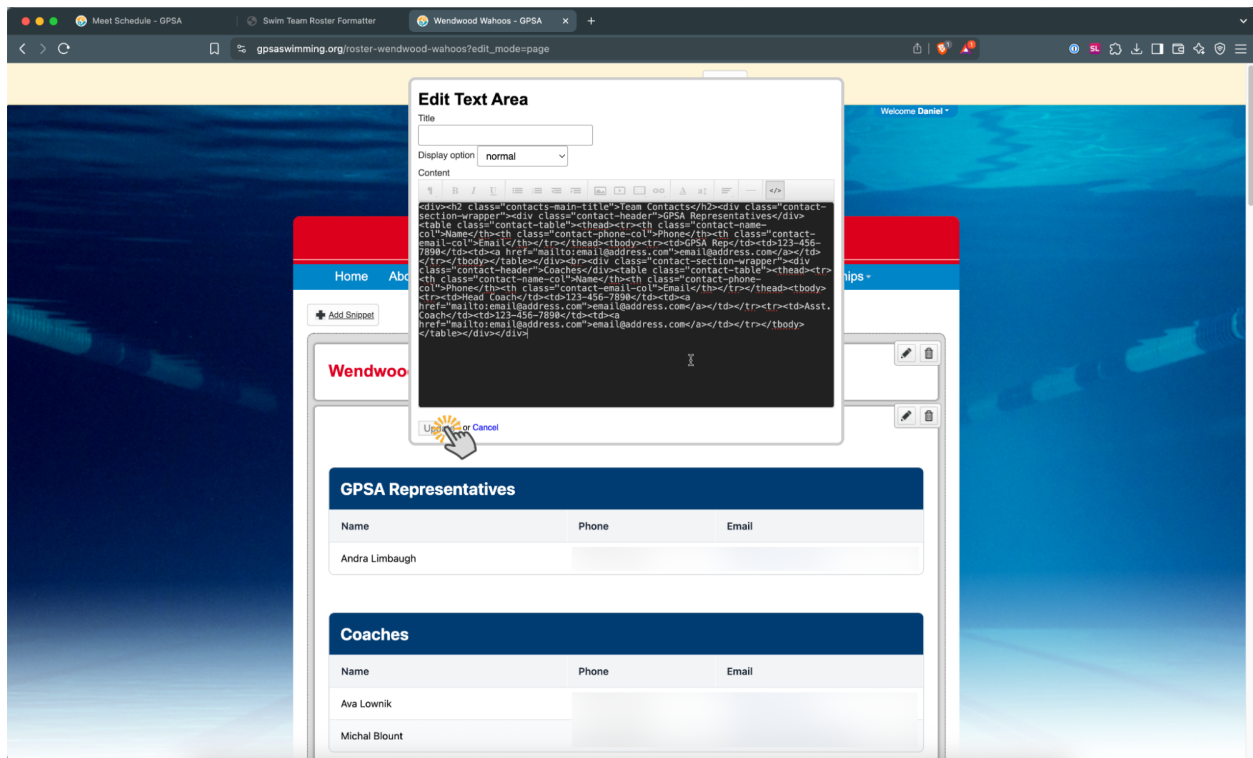 Meet Schedule - GPSA
Swim Team Roster Formatter
Wendwood Wahoos - GPSA
gpsaswimming.org/roster-wendwood-wahoos?edit_mode=page
Welcome Daniel
Edit Text Area
Title
Display option normal
Content
<div><h2 class="contacts-main-title">Team Contacts</h2><div class="contact-
section-wrapper"><div class="contact-header">GPSA Representatives</div>
<table class="contact-table"><thead><tr><th class="contact-name-
col">Name</th><th class="contact-phone-col">Phone</th><th class="contact-
email-col">Email</th></tr></thead><tbody><tr><td>GPSA Rep</td><td>123-456-
7890</td><td><a href="mailto:email@address.com">email@address.com</a></td>
</tr></tbody></table></div><br><div class="contact-section-wrapper"><div
class="contact-header">Coaches</div><table class="contact-table"><thead><tr>
<th class="contact-name-col">Name</th><th class="contact-phone-
col">Phone</th><th class="contact-email-col">Email</th></tr></thead><tbody>
<tr><td>Head Coach</td><td>123-456-7890</td><td><a
href="mailto:email@address.com">email@address.com</a></td></tr><tr><td>Asst.
Coach</td><td>123-456-7890</td><td><a
href="mailto:email@address.com">email@address.com</a></td></tr></tbody>
</table></div></div>
or Cancel
Home
Add Snippet
GPSA Representatives
Name Phone Email
Andra Limbaugh
Coaches
Name Phone Email
Ava Lownik
Michal Blount